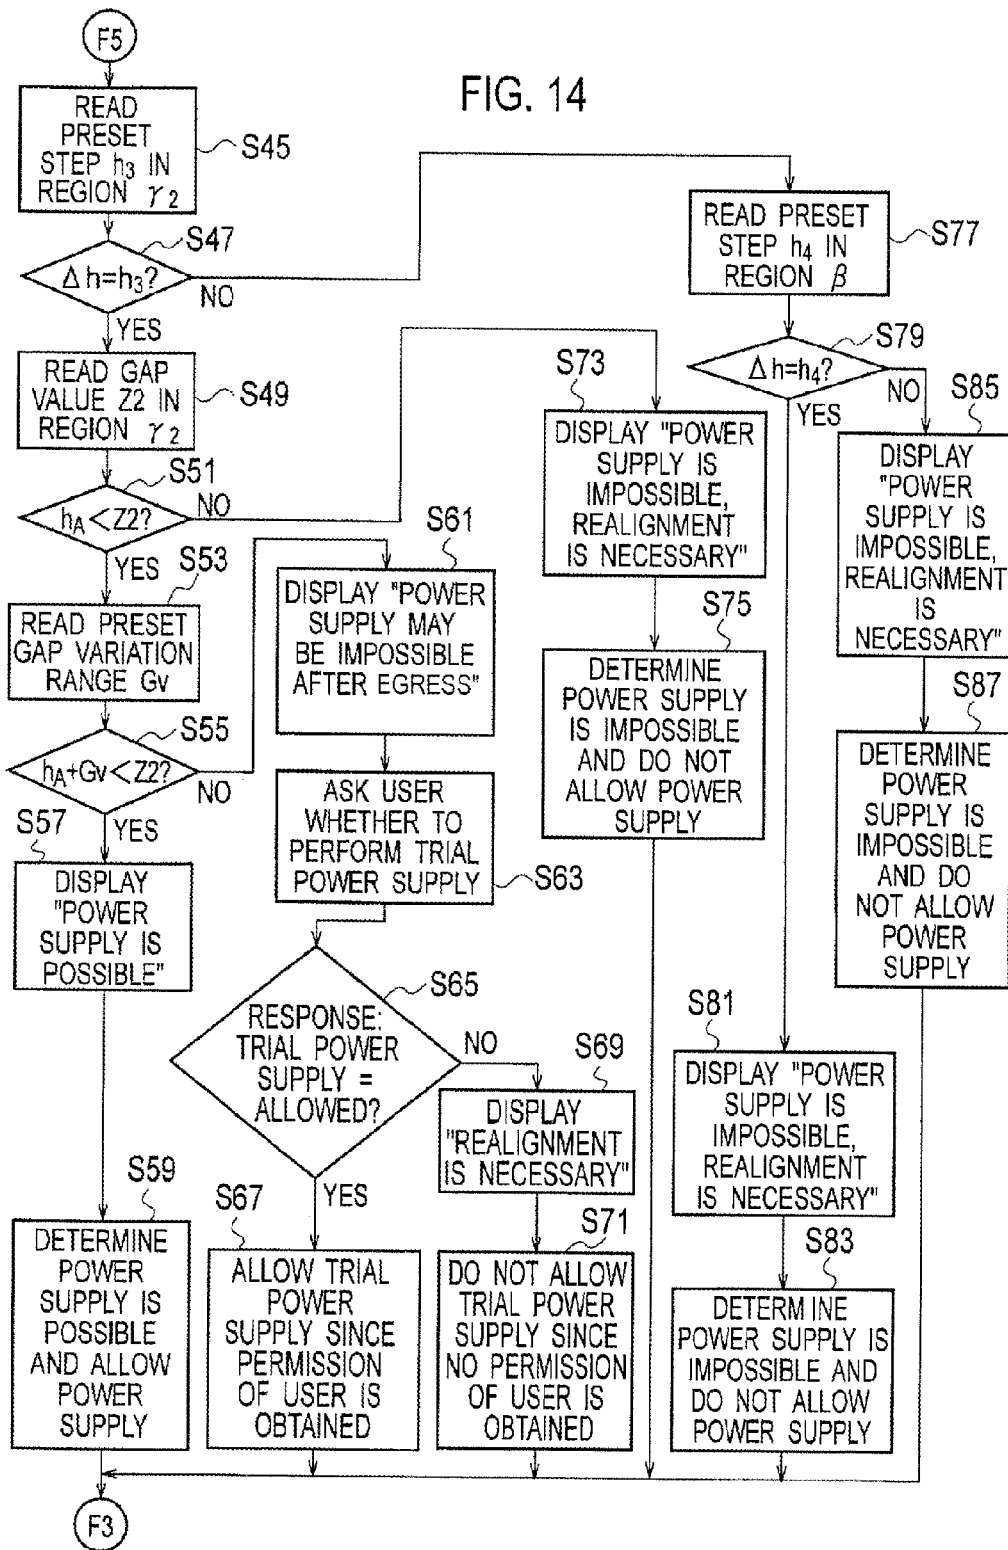 F5
FIG. 14
READ
PRESET
STEP h3 IN
REGION γ2
S45
S47
Δh=h3?
NO
YES
READ GAP
VALUE Z2 IN
REGION γ2
S49
S51
hA<Z2?
NO
YES
S53
READ PRESET
GAP VARIATION
RANGE Gv
S55
hA+Gv<Z2?
NO
YES
S57
DISPLAY
"POWER
SUPPLY IS
POSSIBLE"
S59
DETERMINE
POWER
SUPPLY IS
POSSIBLE
AND ALLOW
POWER
SUPPLY
S61
DISPLAY "POWER
SUPPLY MAY
BE IMPOSSIBLE
AFTER EGRESS"
ASK USER
WHETHER TO
PERFORM TRIAL
POWER SUPPLY
S63
S65
RESPONSE:
TRIAL POWER
SUPPLY =
ALLOWED?
NO
YES
S67
ALLOW TRIAL
POWER
SUPPLY SINCE
PERMISSION
OF USER IS
OBTAINED
S69
DISPLAY
"REALIGNMENT
IS NECESSARY"
S71
DO NOT ALLOW
TRIAL POWER
SUPPLY SINCE
NO PERMISSION
OF USER IS
OBTAINED
S73
DISPLAY "POWER
SUPPLY IS
IMPOSSIBLE,
REALIGNMENT
IS NECESSARY"
S75
DETERMINE
POWER SUPPLY
IS IMPOSSIBLE
AND DO NOT
ALLOW POWER
SUPPLY
READ PRESET
STEP h4 IN
REGION β
S77
S79
Δh=h4?
NO
YES
S81
DISPLAY "POWER
SUPPLY IS
IMPOSSIBLE,
REALIGNMENT
IS NECESSARY"
S83
DETERMINE
POWER SUPPLY IS
IMPOSSIBLE AND
DO NOT ALLOW
POWER SUPPLY
S85
DISPLAY
"POWER
SUPPLY IS
IMPOSSIBLE,
REALIGNMENT
IS
NECESSARY"
S87
DETERMINE
POWER
SUPPLY IS
IMPOSSIBLE
AND DO
NOT ALLOW
POWER
SUPPLY
F3